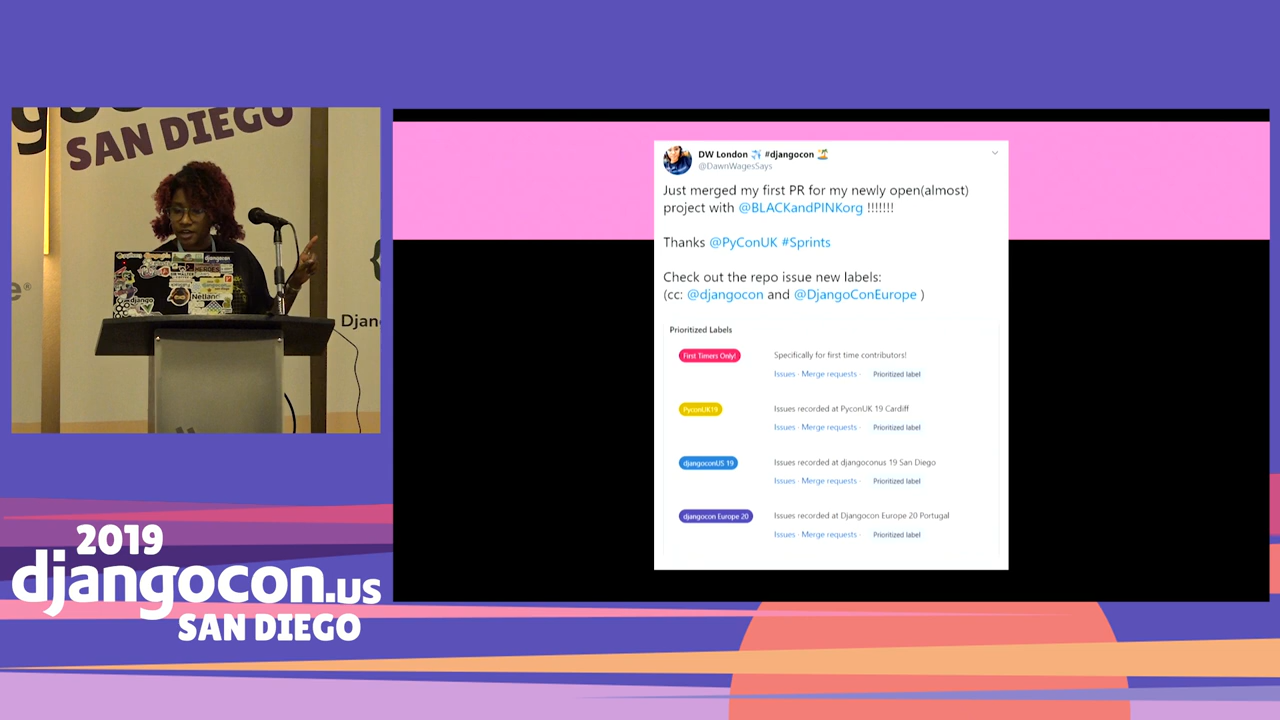 SAN DIEGO
django
Nelland
Djan
DW London ✈️ #djangocon 🏝️
@DawnWagesSays
Just merged my first PR for my newly open(almost)
project with @BLACKandPINKorg !!!!!!!
Thanks @PyConUK #Sprints
Check out the repo issue new labels:
(cc: @djangocon and @DjangoConEurope )
Prioritized Labels
First Timers Only! Specifically for first time contributors!
Issues · Merge requests · Prioritized label
PyconUK19 Issues recorded at PyconUK 19 Cardiff
Issues · Merge requests · Prioritized label
djangoconUS 19 Issues recorded at djangoconus 19 San Diego
Issues · Merge requests · Prioritized label
djangocon Europe 20 Issues recorded at Djangocon Europe 20 Portugal
Issues · Merge requests · Prioritized label
2019
djangocon.us
SAN DIEGO